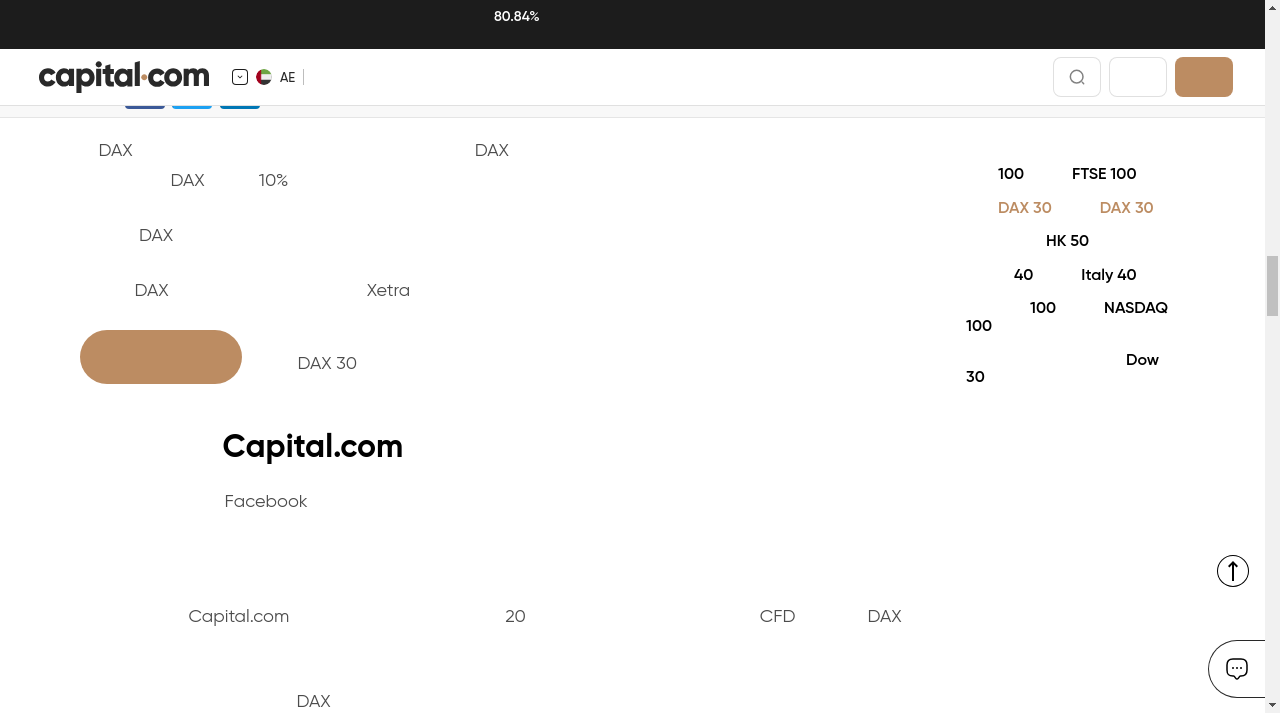 80.84%
capital.com
AE
DAX DAX
DAX 10%
DAX
DAX Xetra
DAX 30
100 FTSE 100
DAX 30 DAX 30
HK 50
40 Italy 40
100 NASDAQ
100
Dow
30
Capital.com
Facebook
Capital.com 20 CFD DAX
DAX